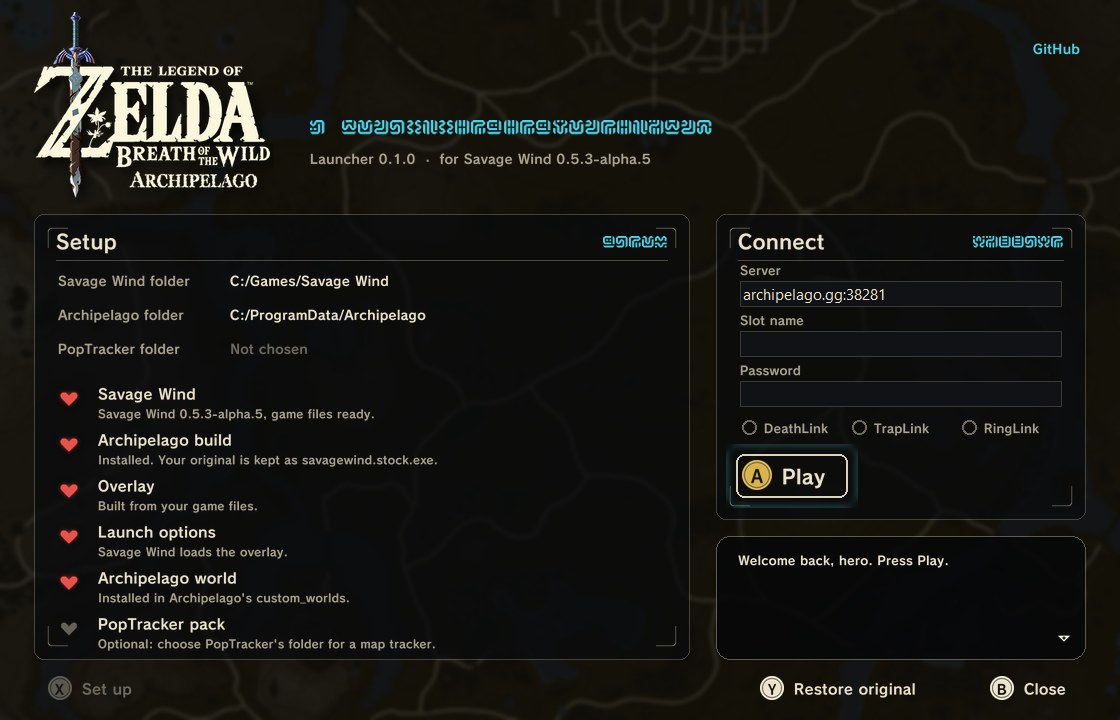 GitHub
THE LEGEND OF
ZELDA™
BREATH OF THE WILD
ARCHIPELAGO
Launcher 0.1.0 · for Savage Wind 0.5.3-alpha.5
Setup
Savage Wind folder C:/Games/Savage Wind
Archipelago folder C:/ProgramData/Archipelago
PopTracker folder Not chosen
Savage Wind
Savage Wind 0.5.3-alpha.5, game files ready.
Archipelago build
Installed. Your original is kept as savagewind.stock.exe.
Overlay
Built from your game files.
Launch options
Savage Wind loads the overlay.
Archipelago world
Installed in Archipelago's custom_worlds.
PopTracker pack
Optional: choose PopTracker's folder for a map tracker.
Connect
Server
archipelago.gg:38281
Slot name
Password
DeathLink TrapLink RingLink
A Play
Welcome back, hero. Press Play.
X Set up
Y Restore original
B Close